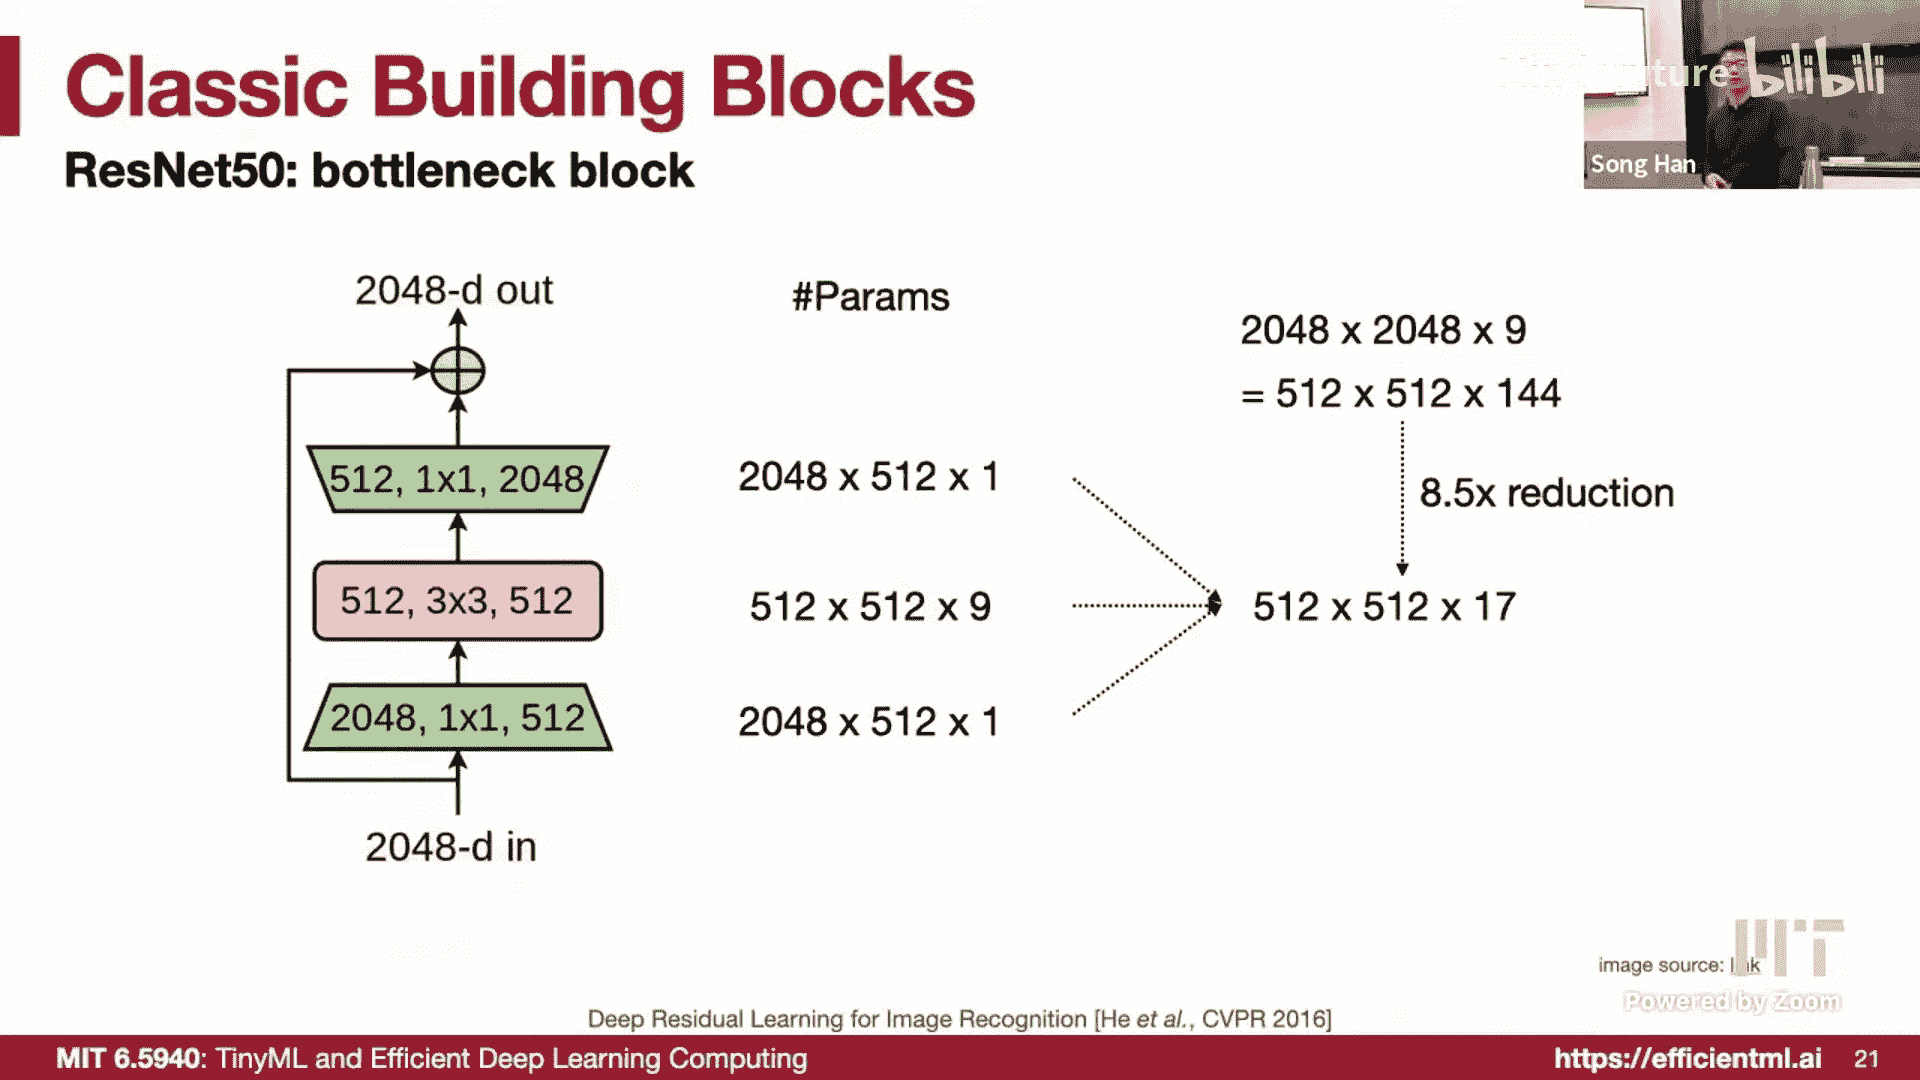 Classic Building Blocks
ResNet50: bottleneck block
bilibili
Song Han
2048-d out
#Params
2048 x 2048 x 9
= 512 x 512 x 144
512, 1x1, 2048
2048 x 512 x 1
8.5x reduction
512, 3x3, 512
512 x 512 x 9
512 x 512 x 17
2048, 1x1, 512
2048 x 512 x 1
2048-d in
image source: link
MIT
Powered by Zoom
Deep Residual Learning for Image Recognition [He et al., CVPR 2016]
MIT 6.5940: TinyML and Efficient Deep Learning Computing
https://efficientml.ai
21